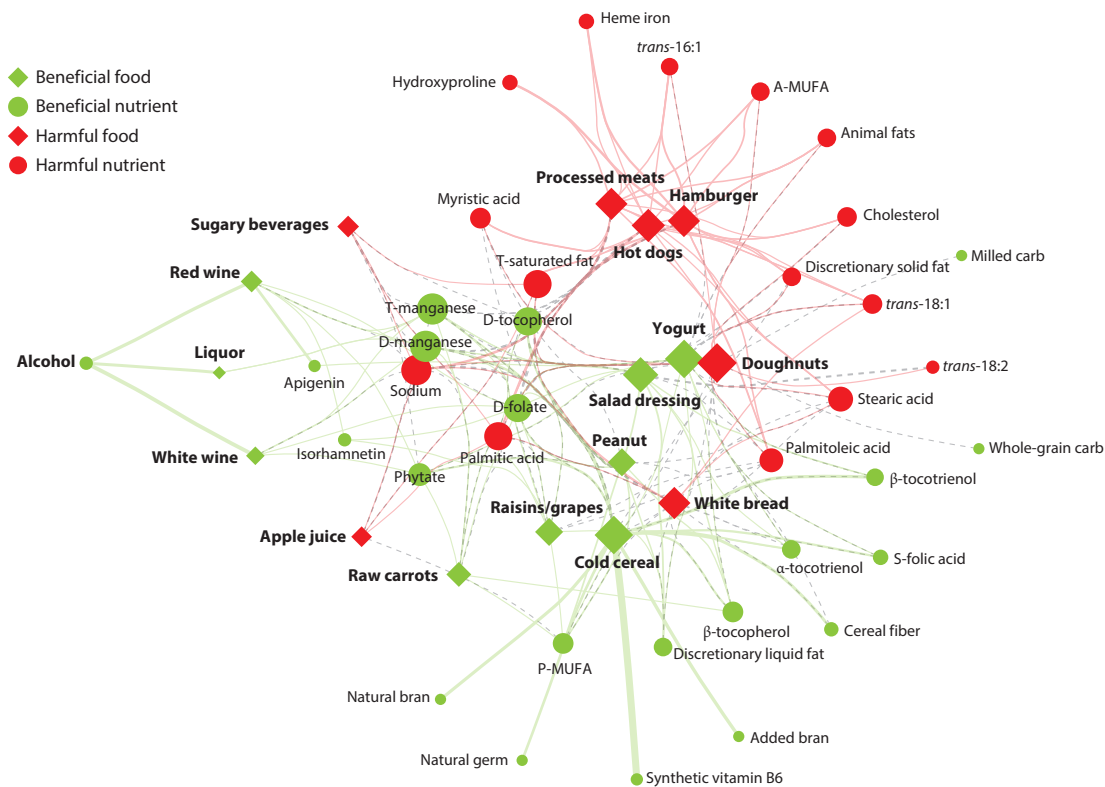 Heme iron
trans-16:1
Hydroxyproline
A-MUFA
Beneficial food
Beneficial nutrient
Harmful food
Harmful nutrient
Animal fats
Processed meats
Hamburger
Myristic acid
Cholesterol
Sugary beverages
Hot dogs
Milled carb
T-saturated fat
Discretionary solid fat
Red wine
trans-18:1
T-manganese
D-tocopherol
Yogurt
D-manganese
Liquor
Alcohol
Doughnuts
trans-18:2
Apigenin
Sodium
Salad dressing
Stearic acid
D-folate
Peanut
Palmitoleic acid
Whole-grain carb
Isorhamnetin
Palmitic acid
White wine
Phytate
β-tocotrienol
Raisins/grapes
White bread
Apple juice
Cold cereal
α-tocotrienol
S-folic acid
Raw carrots
β-tocopherol
Cereal fiber
Discretionary liquid fat
P-MUFA
Natural bran
Added bran
Natural germ
Synthetic vitamin B6